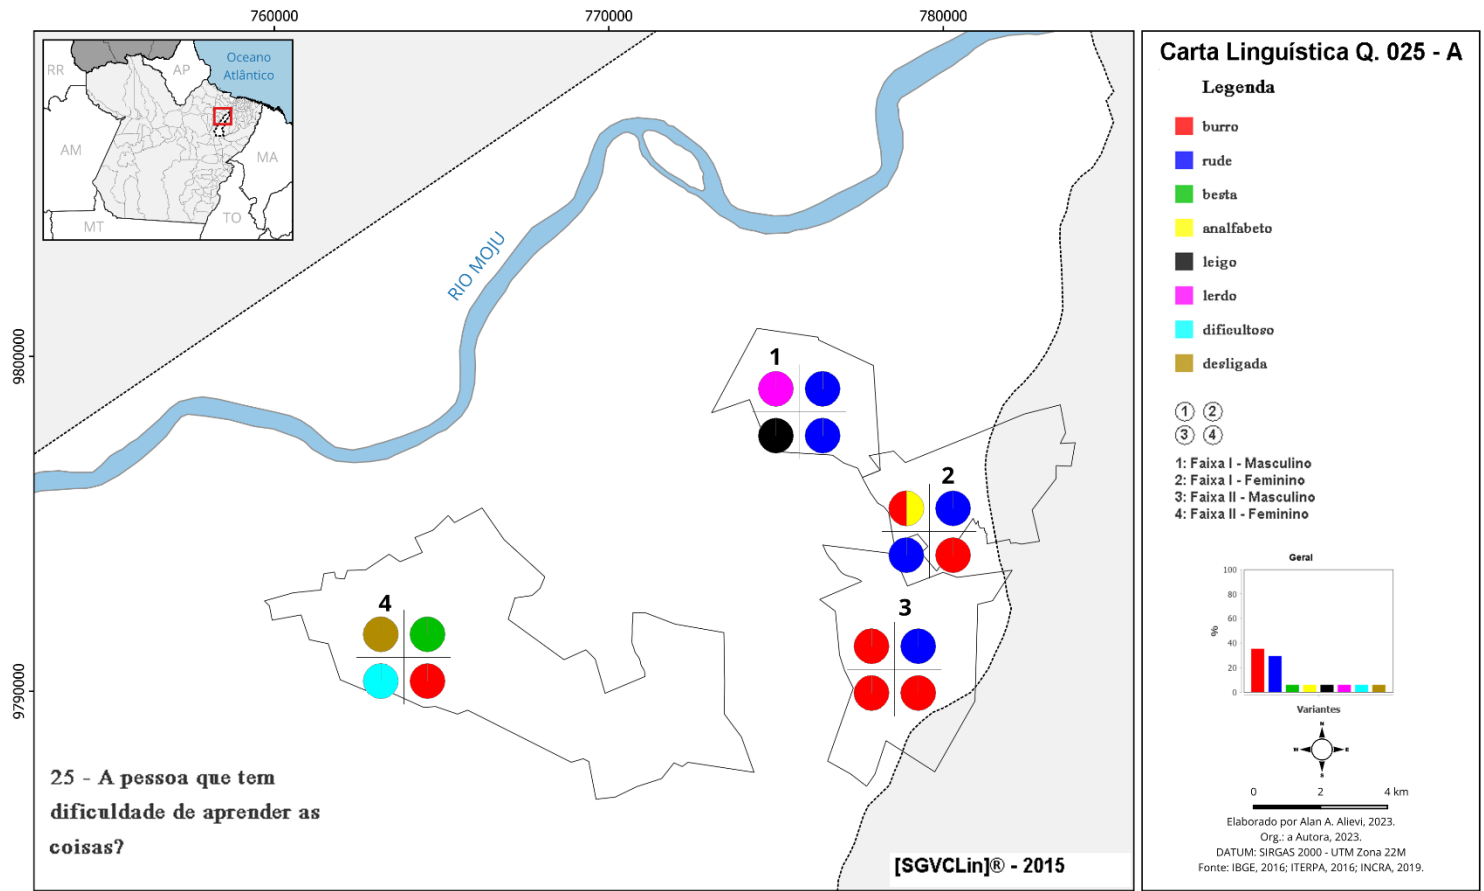 760000
770000
780000
9800000
9790000
Oceano
Atlântico
RR
AP
AM
MA
MT
TO
RIO MOJU
1
2
3
4
25 - A pessoa que tem
dificuldade de aprender as
coisas?
[SGVCLin]® - 2015
Carta Linguística Q. 025 - A
Legenda
burro
rude
besta
analfabeto
leigo
lerdo
dificultoso
desligada
1 2
3 4
1: Faixa I - Masculino
2: Faixa I - Feminino
3: Faixa II - Masculino
4: Faixa II - Feminino
Geral
%
100
80
60
40
20
0
Variantes
N
W E
S
0 2 4 km
Elaborado por Alan A. Alievi, 2023.
Org.: a Autora, 2023.
DATUM: SIRGAS 2000 - UTM Zona 22M
Fonte: IBGE, 2016; ITERPA, 2016; INCRA, 2019.